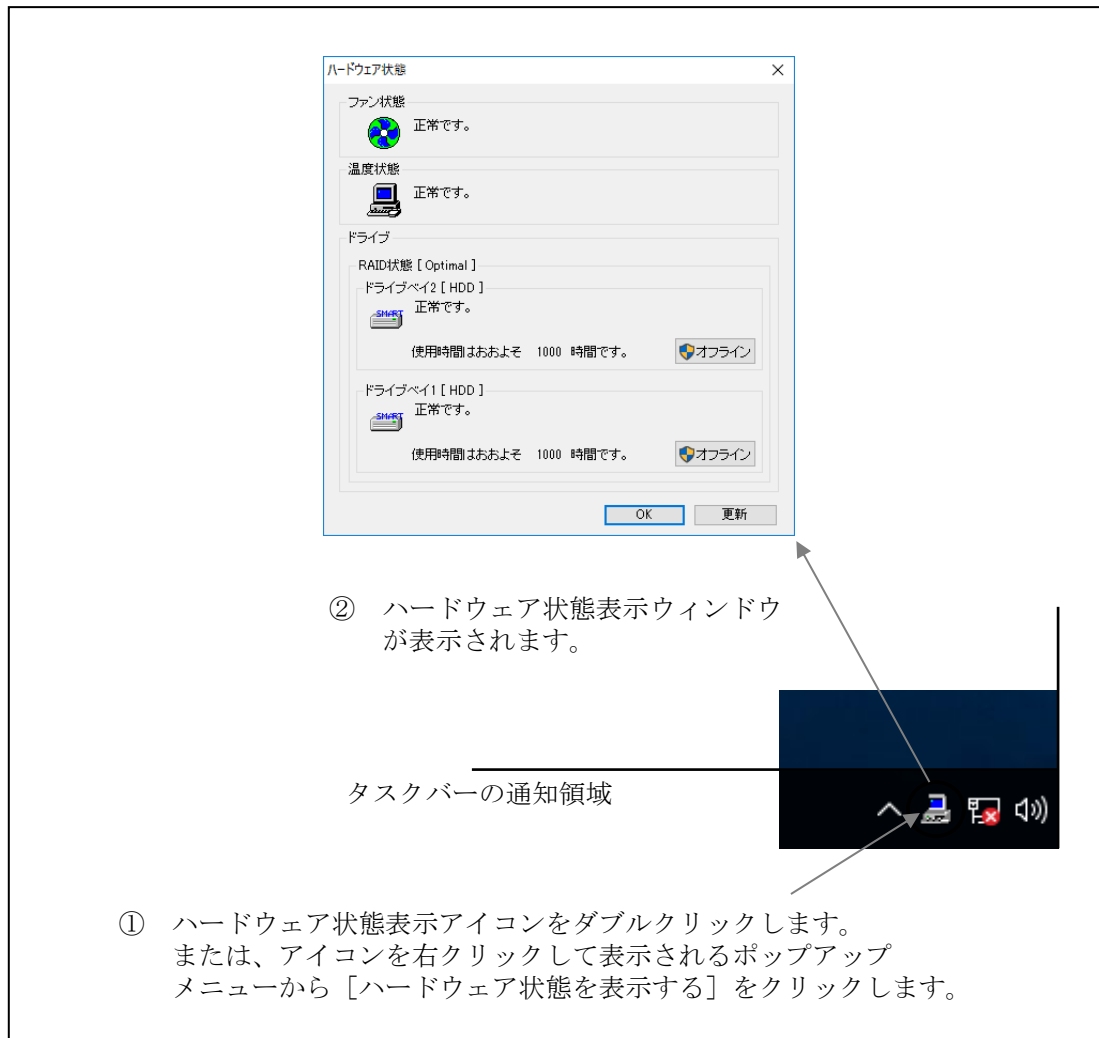 ハードウェア状態
ファン状態
正常です。
温度状態
正常です。
ドライブ
RAID状態 [ Optimal ]
ドライブベイ2 [ HDD ]
SMART
正常です。
使用時間はおおよそ 1000 時間です。
オフライン
ドライブベイ1 [ HDD ]
SMART
正常です。
使用時間はおおよそ 1000 時間です。
オフライン
OK
更新
② ハードウェア状態表示ウィンドウ
が表示されます。
タスクバーの通知領域
① ハードウェア状態表示アイコンをダブルクリックします。
または、アイコンを右クリックして表示されるポップアップ
メニューから［ハードウェア状態を表示する］をクリックします。